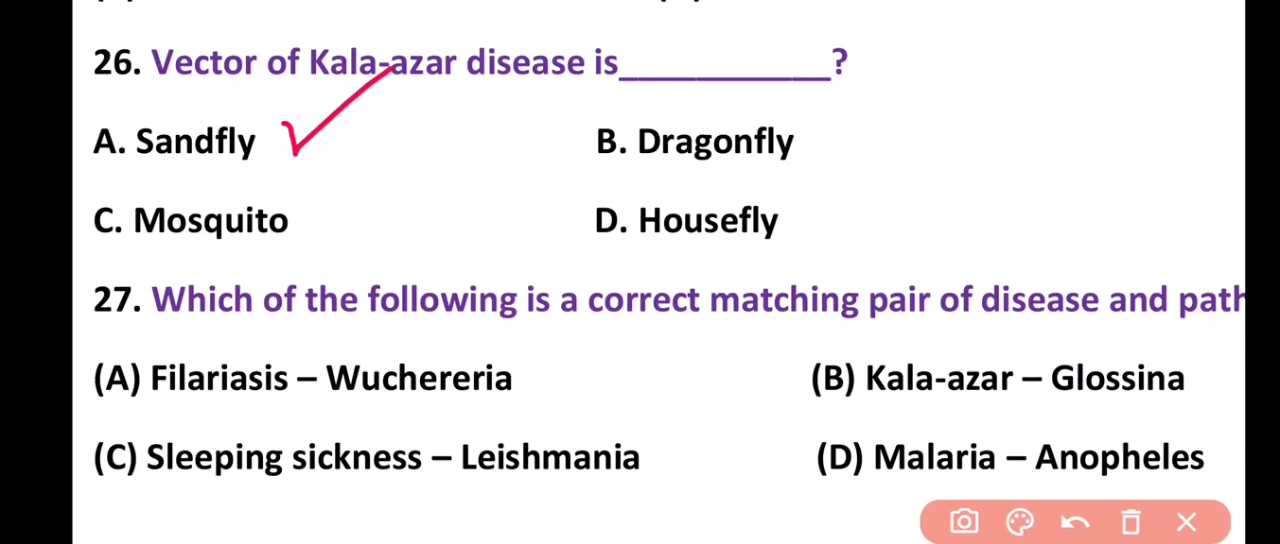 26. Vector of Kala-azar disease is___________?
A. Sandfly B. Dragonfly
C. Mosquito D. Housefly
27. Which of the following is a correct matching pair of disease and
(A) Filariasis – Wuchereria (B) Kala-azar – Glossina
(C) Sleeping sickness – Leishmania (D) Malaria – Anopheles